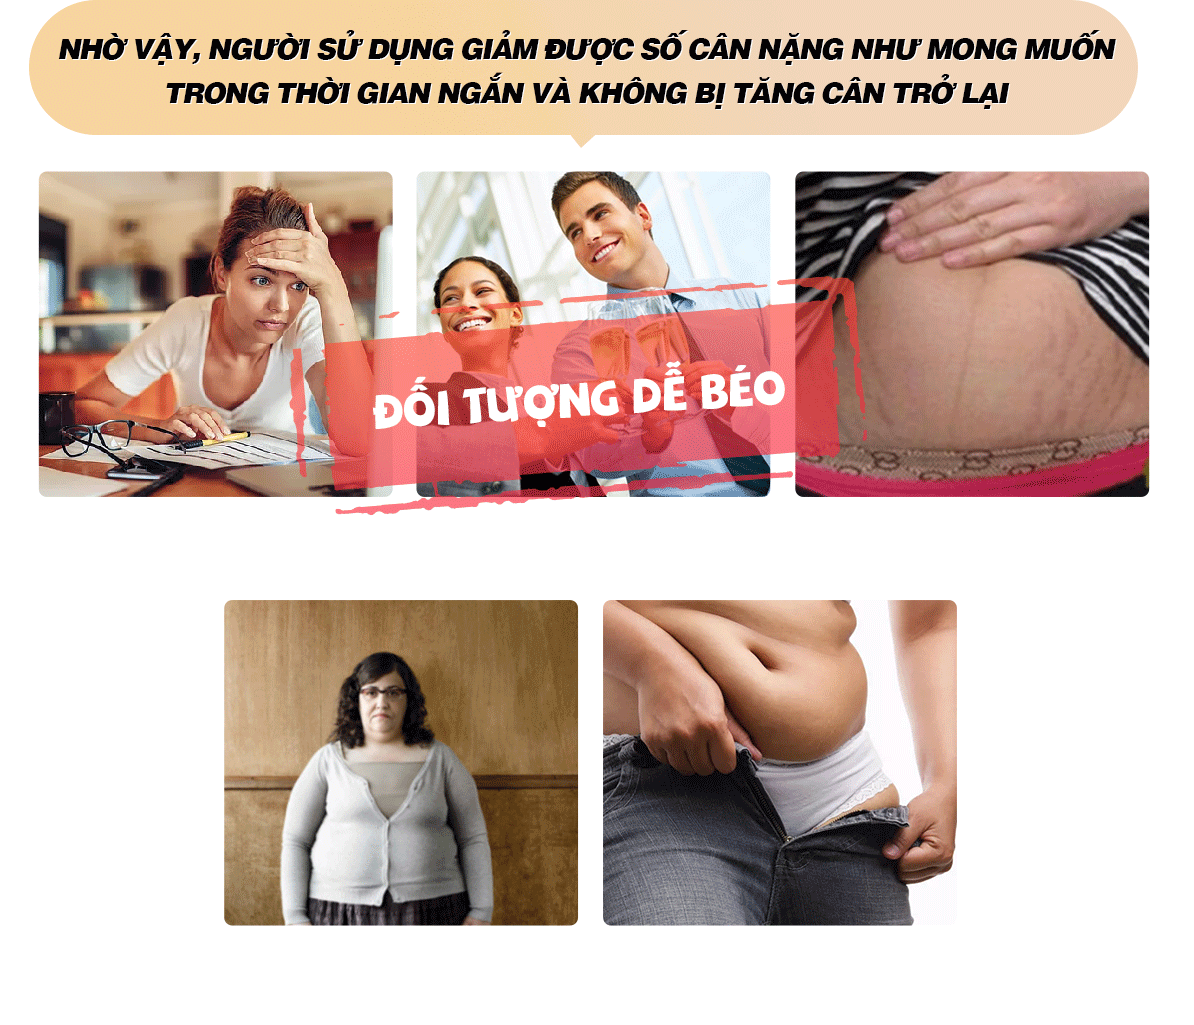 NHỜ VẬY, NGƯỜI SỬ DỤNG GIẢM ĐƯỢC SỐ CÂN NẶNG NHƯ MONG MUỐN
TRONG THỜI GIAN NGẮN VÀ KHÔNG BỊ TĂNG CÂN TRỞ LẠI
ĐỐI TƯỢNG DỄ BÉO